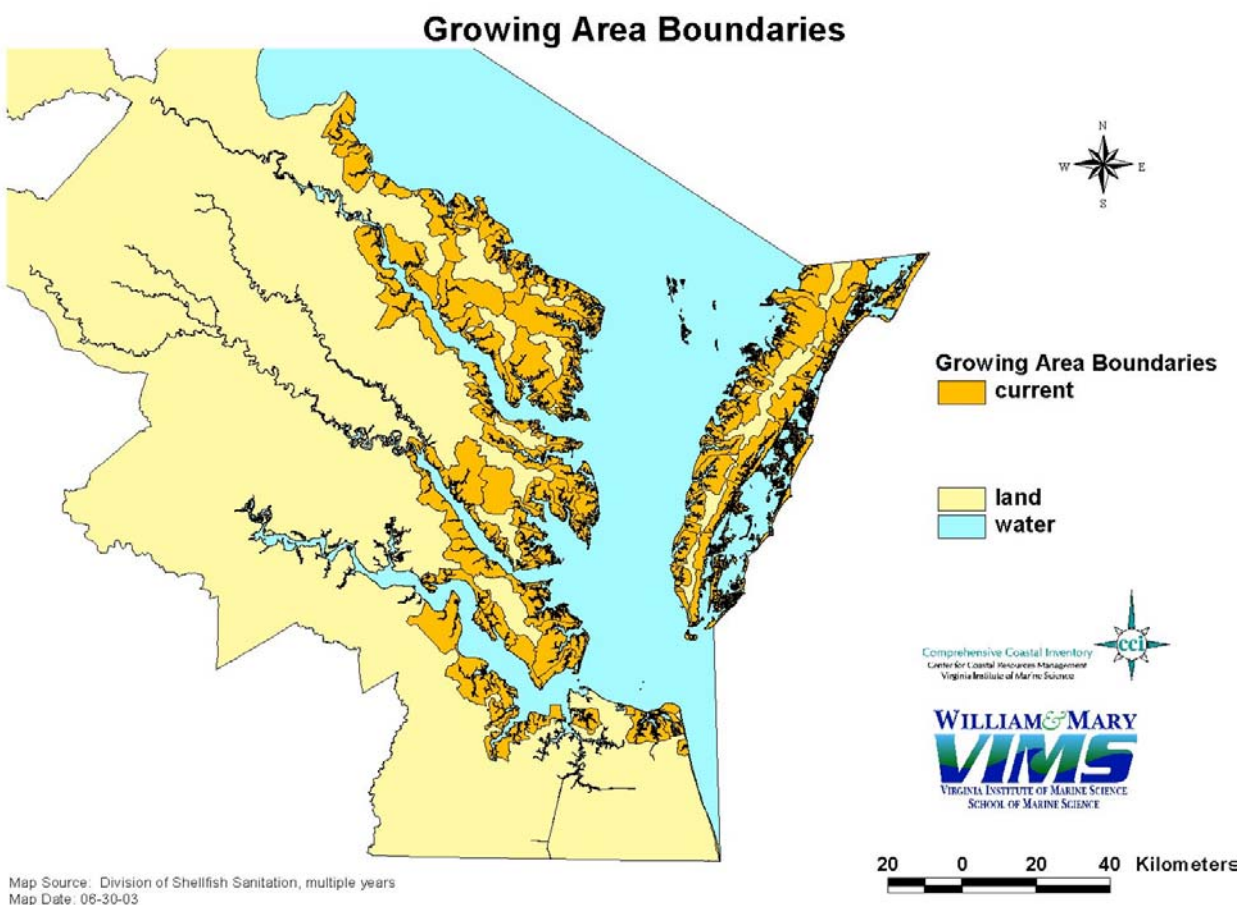 Growing Area Boundaries
N
W
E
S
Growing Area Boundaries
current
land
water
Comprehensive Coastal Inventory
Center for Coastal Resources Management
Virginia Institute of Marine Science
cci
WILLIAM & MARY
VIMS
VIRGINIA INSTITUTE OF MARINE SCIENCE
SCHOOL OF MARINE SCIENCE
20 0 20 40 Kilometers
Map Source: Division of Shellfish Sanitation, multiple years
Map Date: 06-30-03